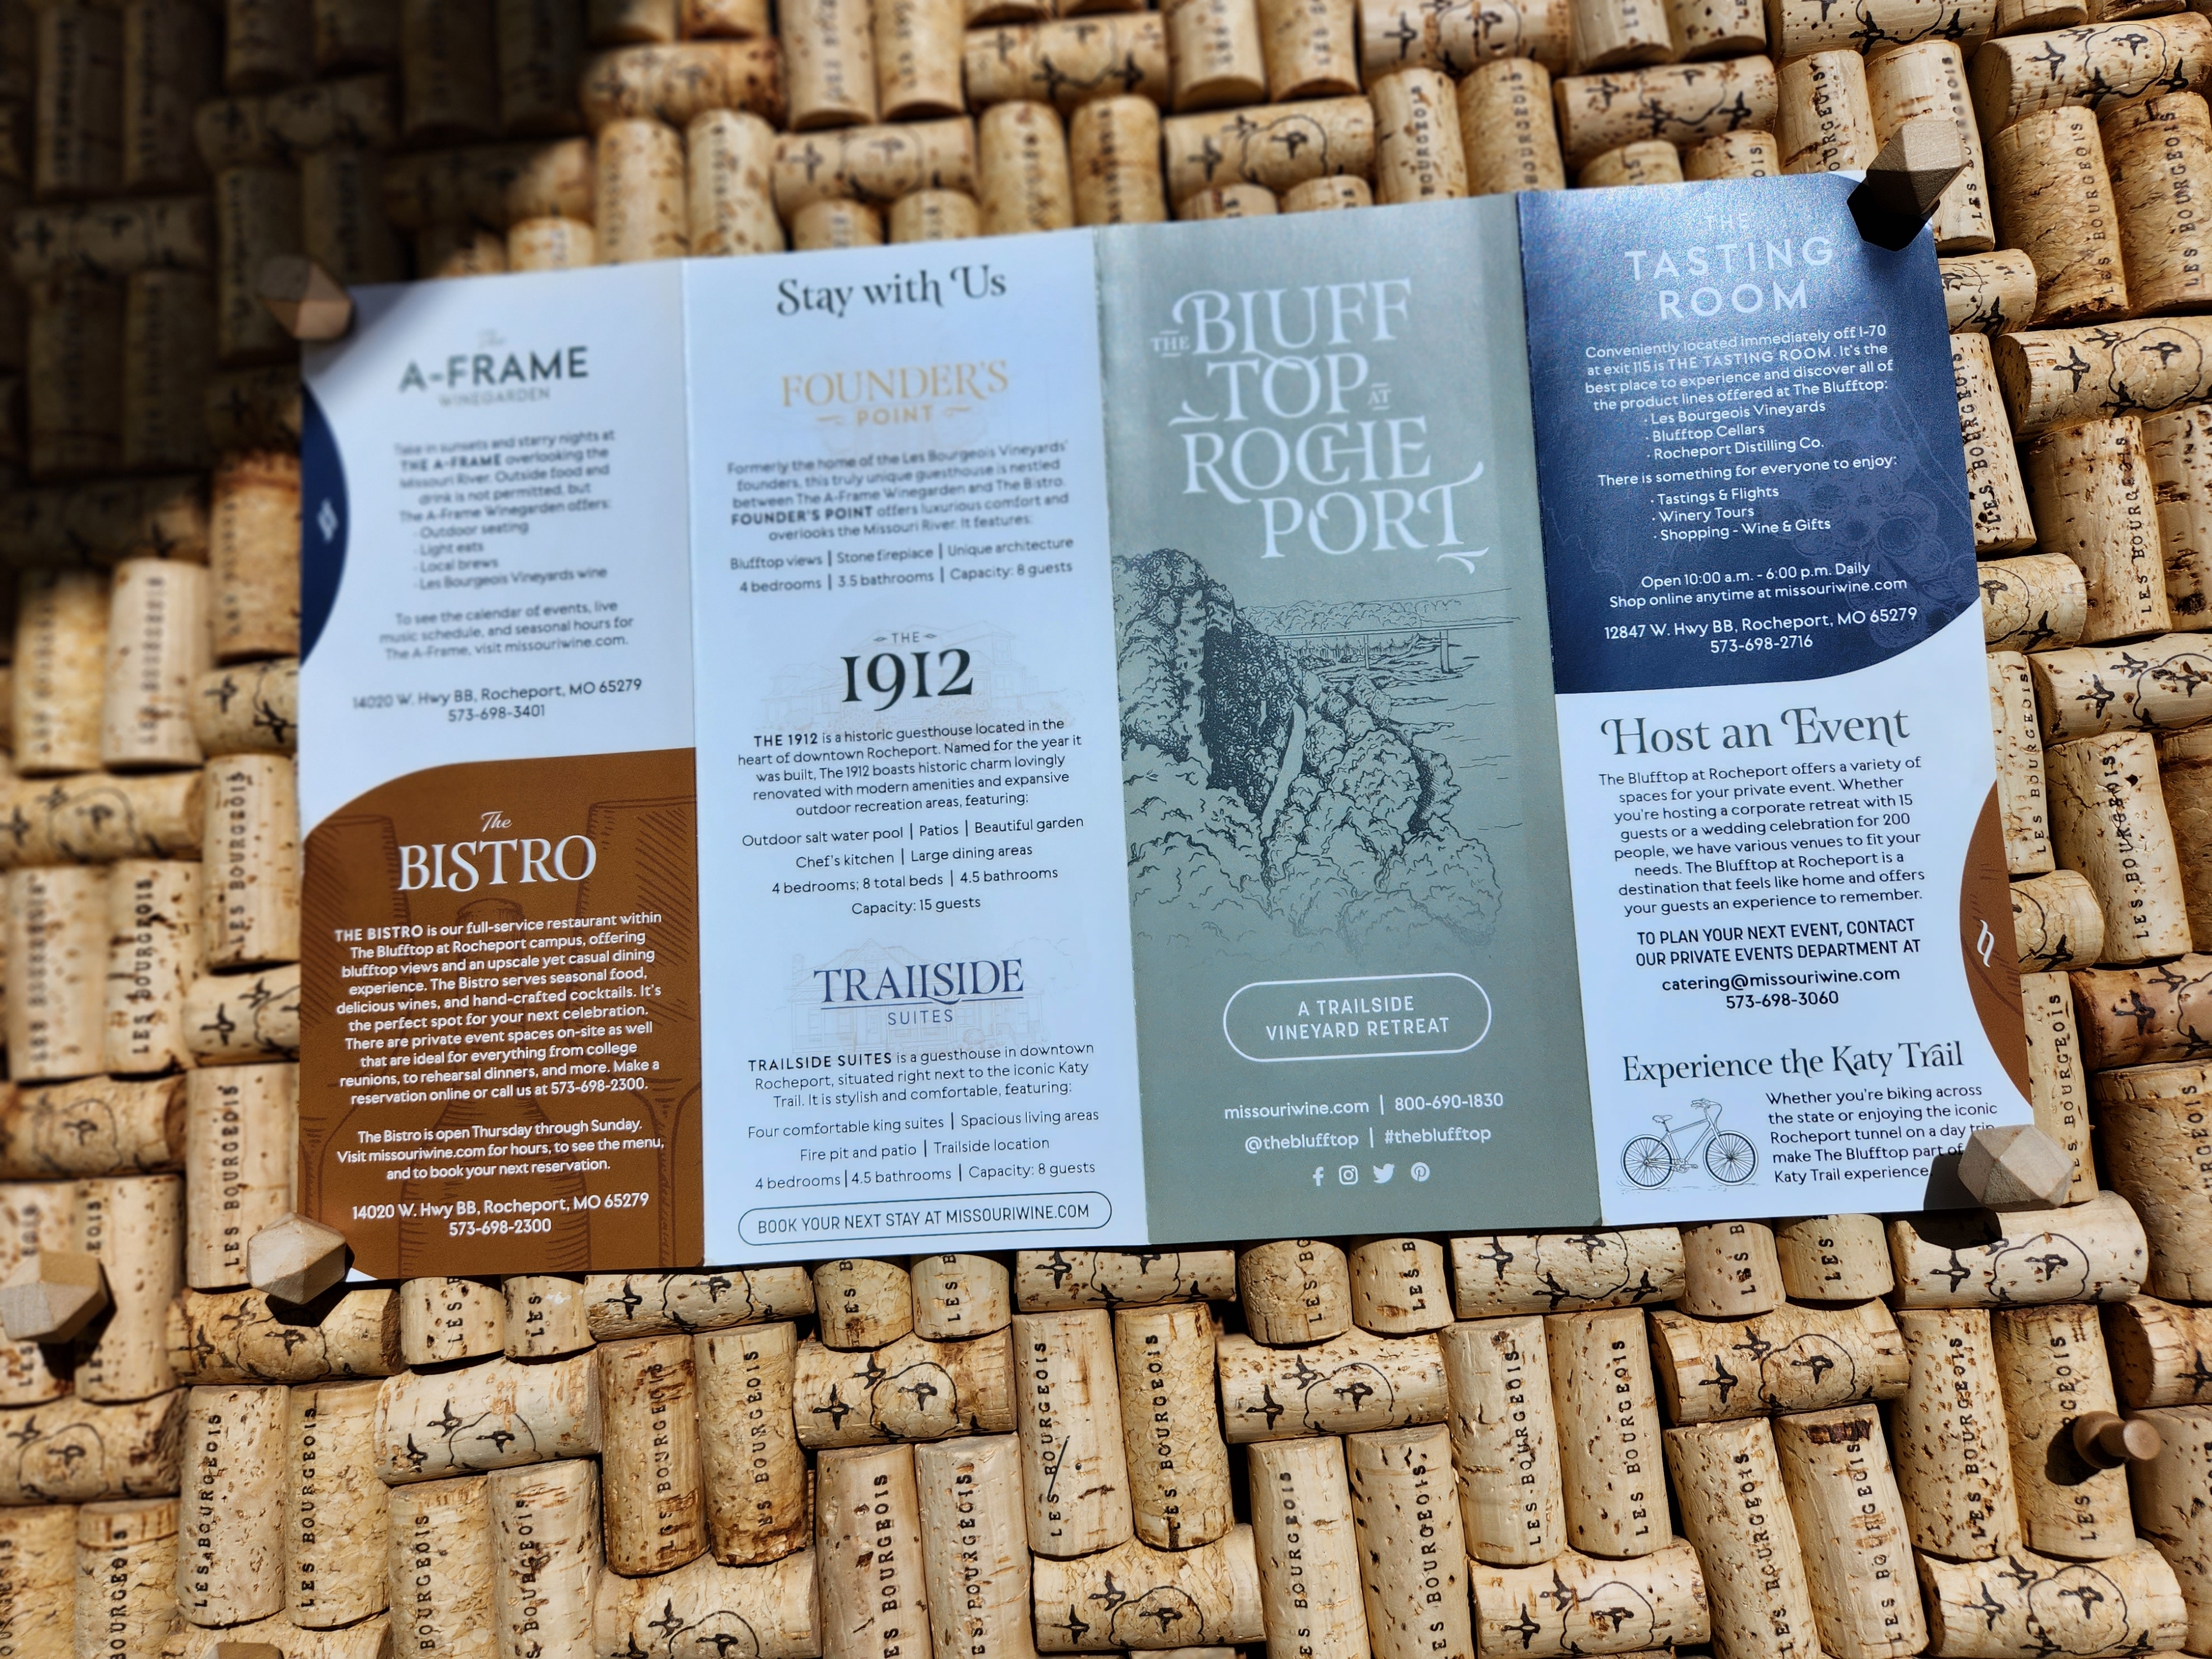 The
A-FRAME
WINEGARDEN
Take in sunsets and starry nights at
THE A-FRAME overlooking the
Missouri River. Outside food and
drink is not permitted, but
The A-Frame Winegarden offers:
· Outdoor seating
· Light eats
· Local brews
· Les Bourgeois Vineyards wine
To see the calendar of events, live
music schedule, and seasonal hours for
The A-Frame, visit missouriwine.com.
14020 W. Hwy BB, Rocheport, MO 65279
573-698-3401
The
BISTRO
THE BISTRO is our full-service restaurant within
The Blufftop at Rocheport campus, offering
blufftop views and an upscale yet casual dining
experience. The Bistro serves seasonal food,
delicious wines, and hand-crafted cocktails. It's
the perfect spot for your next celebration.
There are private event spaces on-site as well
that are ideal for everything from college
reunions, to rehearsal dinners, and more. Make a
reservation online or call us at 573-698-2300.
The Bistro is open Thursday through Sunday.
Visit missouriwine.com for hours, to see the menu,
and to book your next reservation.
14020 W. Hwy BB, Rocheport, MO 65279
573-698-2300
Stay with Us
FOUNDER'S
POINT
Formerly the home of the Les Bourgeois Vineyards'
founders, this truly unique guesthouse is nestled
between The A-Frame Winegarden and The Bistro.
FOUNDER'S POINT offers luxurious comfort and
overlooks the Missouri River. It features:
Blufftop views | Stone fireplace | Unique architecture
4 bedrooms | 3.5 bathrooms | Capacity: 8 guests
THE
1912
THE 1912 is a historic guesthouse located in the
heart of downtown Rocheport. Named for the year it
was built, The 1912 boasts historic charm lovingly
renovated with modern amenities and expansive
outdoor recreation areas, featuring:
Outdoor salt water pool | Patios | Beautiful garden
Chef's kitchen | Large dining areas
4 bedrooms; 8 total beds | 4.5 bathrooms
Capacity: 15 guests
TRAILSIDE
SUITES
TRAILSIDE SUITES is a guesthouse in downtown
Rocheport, situated right next to the iconic Katy
Trail. It is stylish and comfortable, featuring:
Four comfortable king suites | Spacious living areas
Fire pit and patio | Trailside location
4 bedrooms | 4.5 bathrooms | Capacity: 8 guests
BOOK YOUR NEXT STAY AT MISSOURIWINE.COM
THE BLUFF
TOP AT
ROCHE
PORT
A TRAILSIDE
VINEYARD RETREAT
missouriwine.com | 800-690-1830
@theblufftop | #theblufftop
THE
TASTING
ROOM
Conveniently located immediately off I-70
at exit 115 is THE TASTING ROOM. It's the
best place to experience and discover all of
the product lines offered at The Blufftop:
· Les Bourgeois Vineyards
· Blufftop Cellars
· Rocheport Distilling Co.
There is something for everyone to enjoy:
· Tastings & Flights
· Winery Tours
· Shopping - Wine & Gifts
Open 10:00 a.m. - 6:00 p.m. Daily
Shop online anytime at missouriwine.com
12847 W. Hwy BB, Rocheport, MO 65279
573-698-2716
Host an Event
The Blufftop at Rocheport offers a variety of
spaces for your private event. Whether
you're hosting a corporate retreat with 15
guests or a wedding celebration for 200
people, we have various venues to fit your
needs. The Blufftop at Rocheport is a
destination that feels like home and offers
your guests an experience to remember.
TO PLAN YOUR NEXT EVENT, CONTACT
OUR PRIVATE EVENTS DEPARTMENT AT
catering@missouriwine.com
573-698-3060
Experience the Katy Trail
Whether you're biking across
the state or enjoying the iconic
Rocheport tunnel on a day trip
make The Blufftop part of
Katy Trail experience
LES BOURGEOIS
LES BOURGEOIS
LES BOURGEOIS
LES BOURGEOIS
LES BOURGEOIS
LES BOURGEOIS
LES BOURGEOIS
LES BOURGEOIS